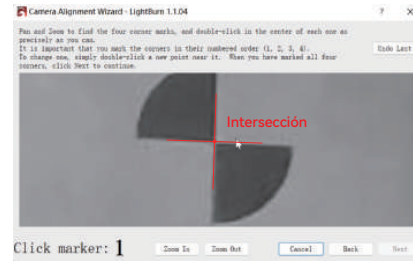 Camera Alignment Wizard - LightBurn 1.1.04
Pan and Zoom to find the four corner marks, and double-click in the center of each one as
precisely as you can.
It is important that you mark the corners in their numbered order (1, 2, 3, 4).
To change one, simply double-click a new point near it. When you have marked all four
corners, click Next to continue.
Undo Last
Intersección
Click marker: 1
Zoom In
Zoom Out
Cancel
Back
Next